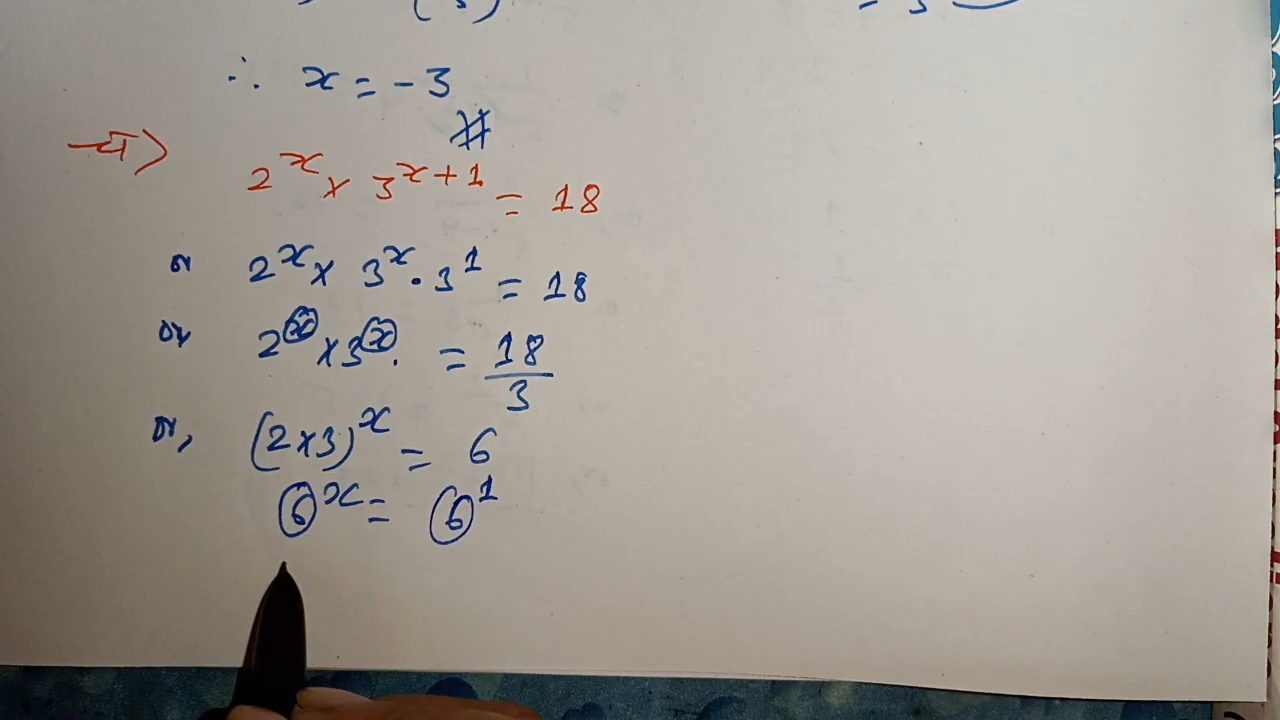 ∴ x = -3
2^x × 3^(x+1) = 18
or 2^x × 3^x · 3^1 = 18
or 2^x × 3^x . = 18/3
or, (2×3)^x = 6
6^x = 6^1